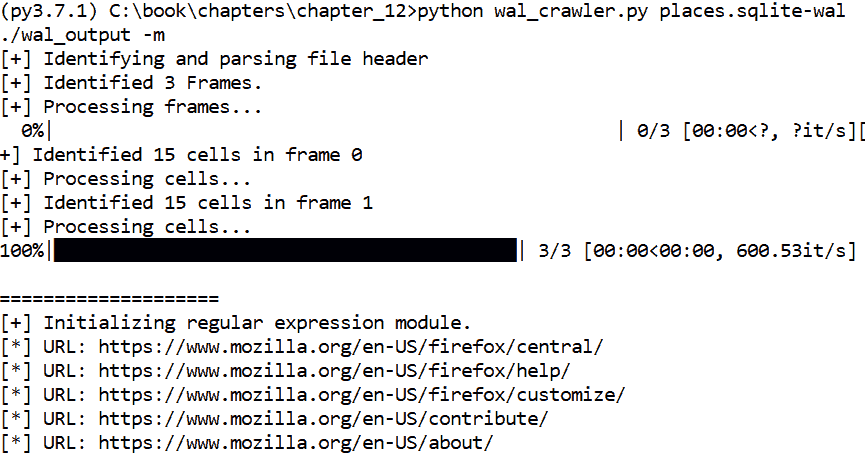 (py3.7.1) C:\book\chapters\chapter_12>python wal_crawler.py places.sqlite-wal
./wal_output -m
[+] Identifying and parsing file header
[+] Identified 3 Frames.
[+] Processing frames...
  0%|                                                    | 0/3 [00:00<?, ?it/s][
+] Identified 15 cells in frame 0
[+] Processing cells...
[+] Identified 15 cells in frame 1
[+] Processing cells...
100%|███████████████████████████████████████████| 3/3 [00:00<00:00, 600.53it/s]
====================
[+] Initializing regular expression module.
[*] URL: https://www.mozilla.org/en-US/firefox/central/
[*] URL: https://www.mozilla.org/en-US/firefox/help/
[*] URL: https://www.mozilla.org/en-US/firefox/customize/
[*] URL: https://www.mozilla.org/en-US/contribute/
[*] URL: https://www.mozilla.org/en-US/about/